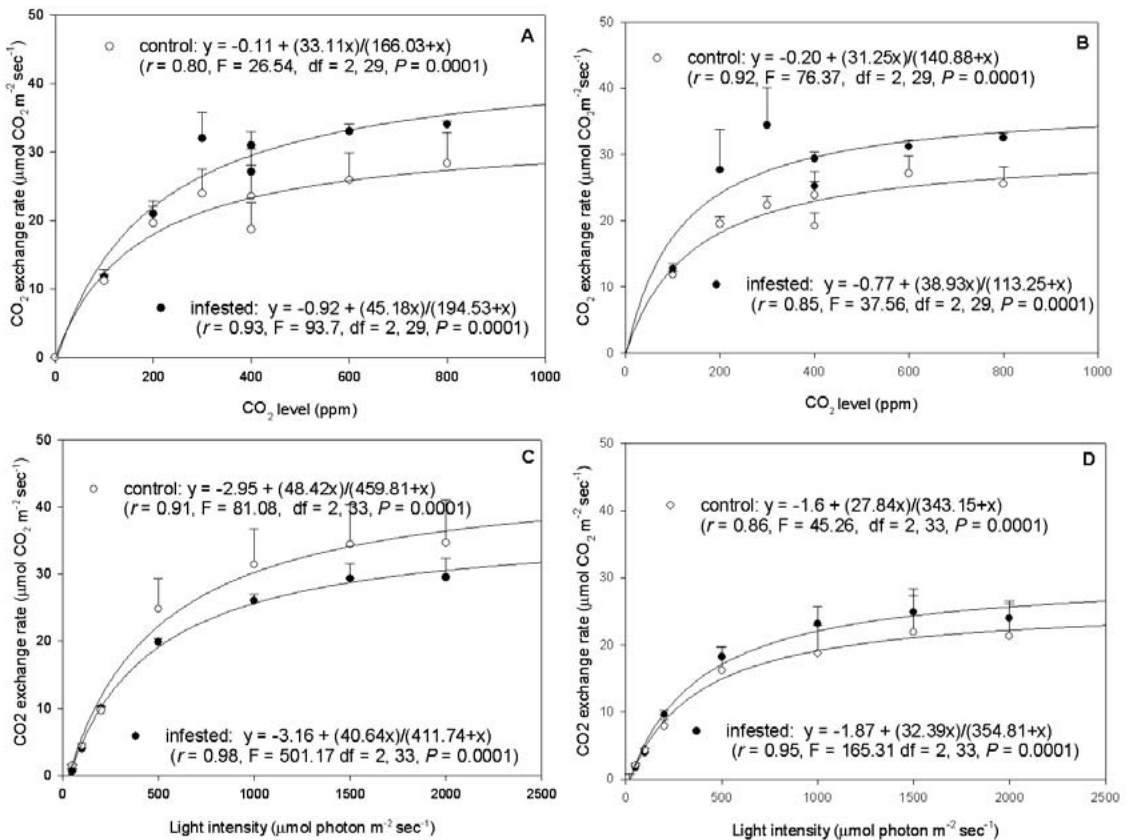 A
control: y = -0.11 + (33.11x)/(166.03+x)
(r = 0.80, F = 26.54, df = 2, 29, P = 0.0001)
infested: y = -0.92 + (45.18x)/(194.53+x)
(r = 0.93, F = 93.7, df = 2, 29, P = 0.0001)
CO₂ exchange rate (μmol CO₂ m⁻² sec⁻¹)
50
40
30
20
10
0
0 200 400 600 800 1000
CO₂ level (ppm)
B
control: y = -0.20 + (31.25x)/(140.88+x)
(r = 0.92, F = 76.37, df = 2, 29, P = 0.0001)
infested: y = -0.77 + (38.93x)/(113.25+x)
(r = 0.85, F = 37.56, df = 2, 29, P = 0.0001)
CO₂ exchange rate (μmol CO₂m⁻²sec⁻¹)
50
40
30
20
10
0
0 200 400 600 800 1000
CO₂ level (ppm)
C
control: y = -2.95 + (48.42x)/(459.81+x)
(r = 0.91, F = 81.08, df = 2, 33, P = 0.0001)
infested: y = -3.16 + (40.64x)/(411.74+x)
(r = 0.98, F = 501.17 df = 2, 33, P = 0.0001)
CO2 exchange rate (μmol CO₂ m⁻² sec⁻¹)
50
40
30
20
10
0
0 500 1000 1500 2000 2500
Light intensity (μmol photon m⁻² sec⁻¹)
D
control: y = -1.6 + (27.84x)/(343.15+x)
(r = 0.86, F = 45.26, df = 2, 33, P = 0.0001)
infested: y = -1.87 + (32.39x)/(354.81+x)
(r = 0.95, F = 165.31 df = 2, 33, P = 0.0001)
CO2 exchange rate (μmol CO₂ m⁻² sec⁻¹)
50
40
30
20
10
0
0 500 1000 1500 2000 2500
Light intensity (μmol photon m⁻² sec⁻¹)